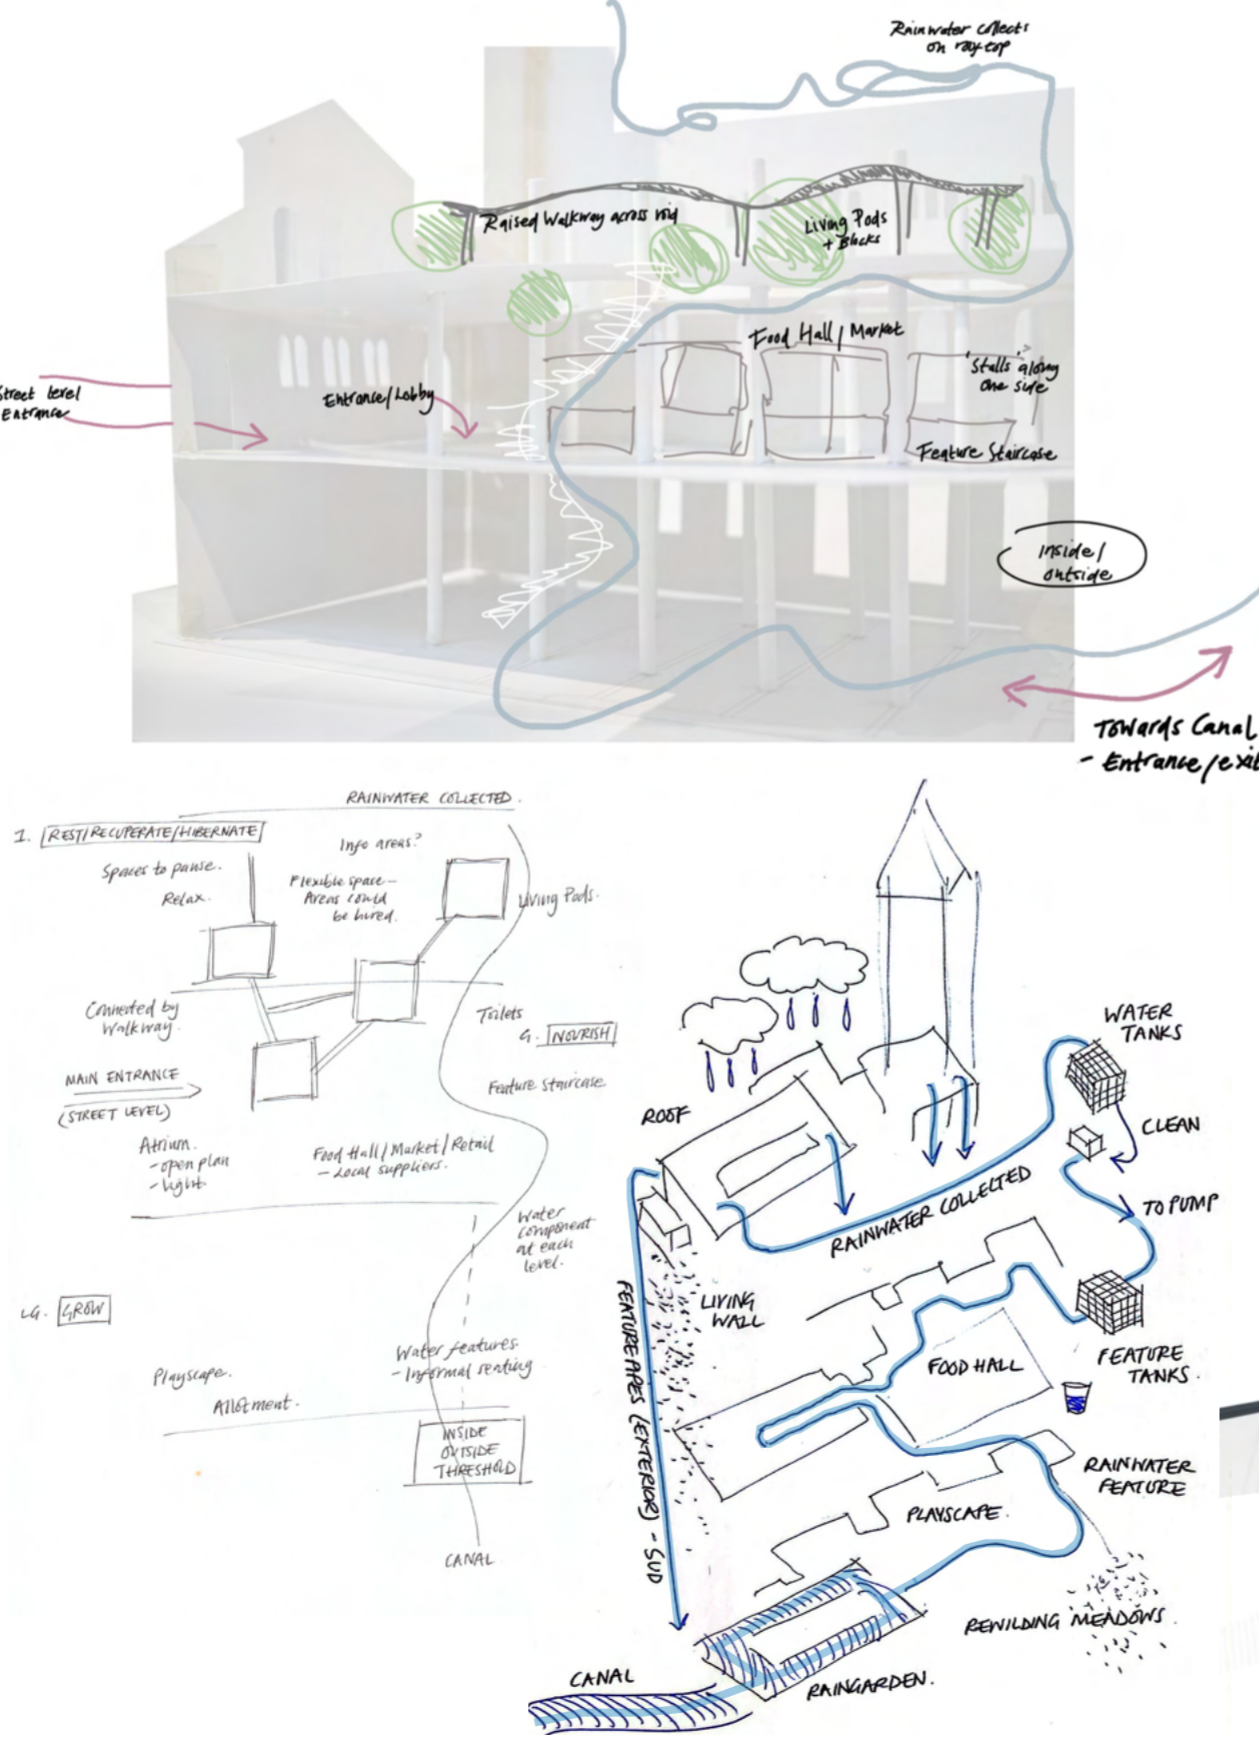 Rainwater collects
on rooftop
Raised Walkway across void
Living Pods
+ Blocks
Food Hall / Market
'Stalls' along
one side
Street level
Entrance
Entrance/Lobby
Feature Staircase
Inside/
outside
Towards Canal
- Entrance/exit
RAINWATER COLLECTED.
1. REST/RECUPERATE/HIBERNATE
Info areas?
Spaces to pause.
Relax.
Flexible space -
Areas could
be hired.
Living Pods.
Connected by
Walkway.
Toilets
G. NOURISH
MAIN ENTRANCE
(STREET LEVEL)
Feature Staircase
Atrium.
- open plan
- light
Food Hall/Market/Retail
- Local suppliers.
Water
component
at each
level.
LG. GROW
Water features.
- Informal seating
Playscape.
Allotment.
INSIDE
OUTSIDE
THRESHOLD
CANAL
WATER
TANKS
ROOF
CLEAN
RAINWATER COLLECTED
TO PUMP
FEATURE PIPES (EXTERIOR) - SUD
LIVING
WALL
FOOD HALL
FEATURE
TANKS.
RAINWATER
FEATURE
PLAYSCAPE.
REWILDING MEADOWS.
CANAL
RAINGARDEN.